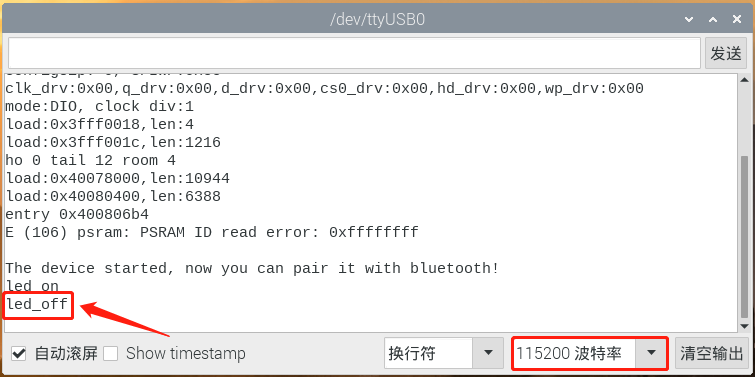 /dev/ttyUSB0
发送
clk_drv:0x00,q_drv:0x00,d_drv:0x00,cs0_drv:0x00,hd_drv:0x00,wp_drv:0x00
mode:DIO, clock div:1
load:0x3fff0018,len:4
load:0x3fff001c,len:1216
ho 0 tail 12 room 4
load:0x40078000,len:10944
load:0x40080400,len:6388
entry 0x400806b4
E (106) psram: PSRAM ID read error: 0xffffffff
The device started, now you can pair it with bluetooth!
led_on
led_off
自动滚屏 Show timestamp 换行符 115200 波特率 清空输出